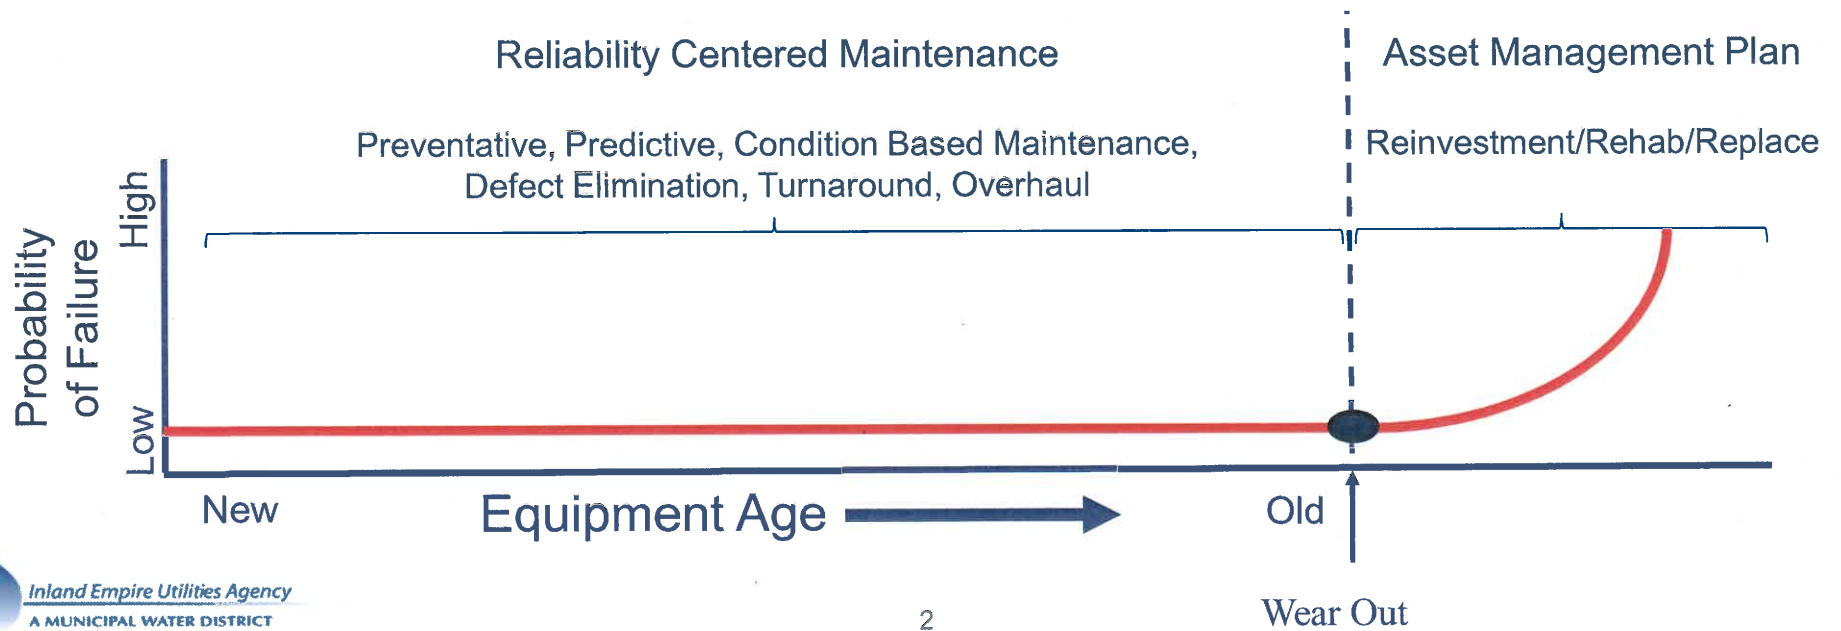 Reliability Centered Maintenance
Asset Management Plan
Preventative, Predictive, Condition Based Maintenance,
Defect Elimination, Turnaround, Overhaul
Reinvestment/Rehab/Replace
Probability
of Failure
High
Low
New
Equipment Age
Old
Wear Out
Inland Empire Utilities Agency
A MUNICIPAL WATER DISTRICT
2